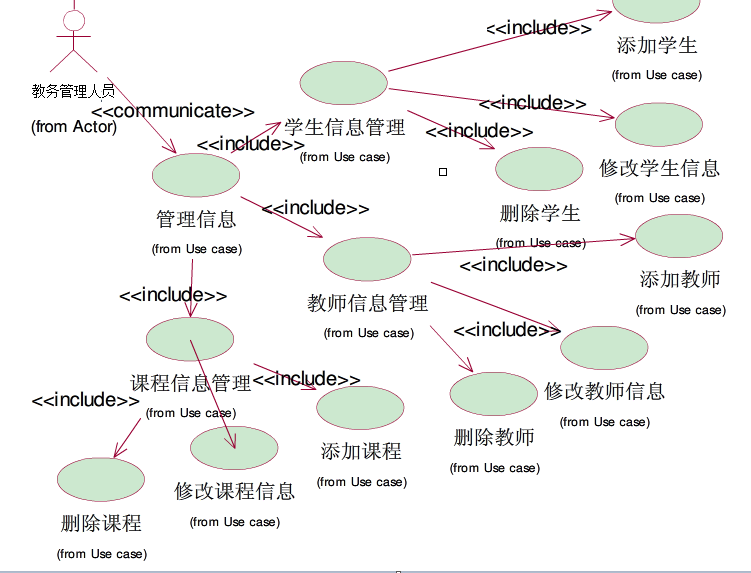 <<include>>
添加学生
(from Use case)
教务管理人员
(from Actor)
<<communicate>>
<<include>>
学生信息管理
(from Use case)
<<include>>
修改学生信息
(from Use case)
<<include>>
删除学生
(from Use case)
管理信息
(from Use case)
<<include>>
教师信息管理
(from Use case)
<<include>>
添加教师
(from Use case)
<<include>>
修改教师信息
(from Use case)
删除教师
(from Use case)
<<include>>
课程信息管理
(from Use case)
<<include>>
添加课程
(from Use case)
<<include>>
修改课程信息
(from Use case)
删除课程
(from Use case)